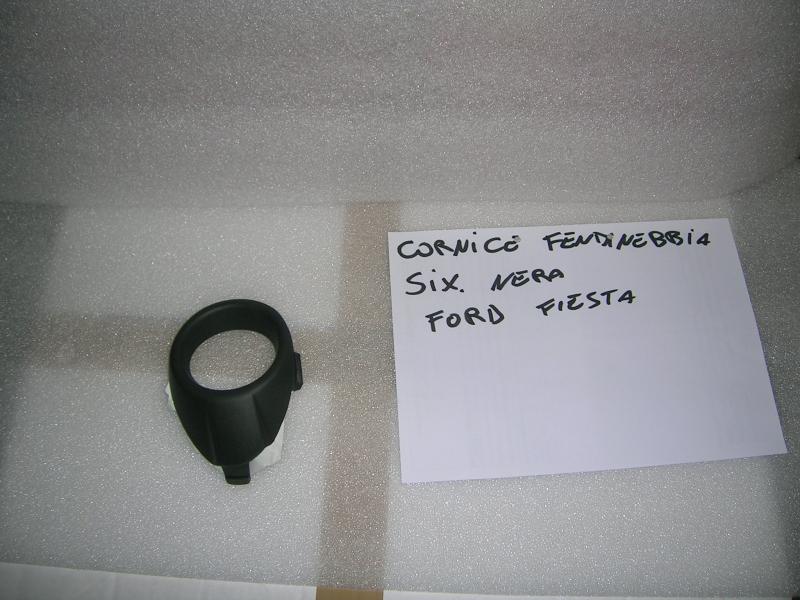 CORNICE FENDINEBBIA
SiX. NERA
FORD FIESTA